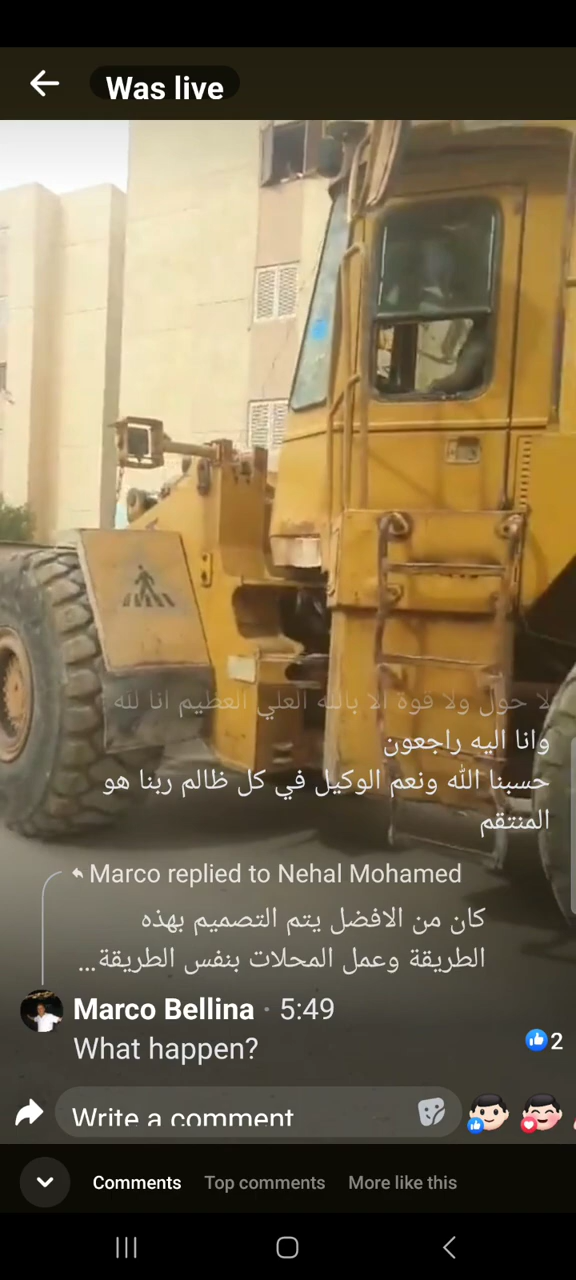 Was live
لا حول ولا قوة الا بالله العلي العظيم انا لله
وانا اليه راجعون
حسبنا الله ونعم الوكيل في كل ظالم ربنا هو
المنتقم
Marco replied to Nehal Mohamed
كان من الافضل يتم التصميم بهذه
الطريقة وعمل المحلات بنفس الطريقة...
Marco Bellina · 5:49
What happen?
2
Write a comment
Comments Top comments More like this